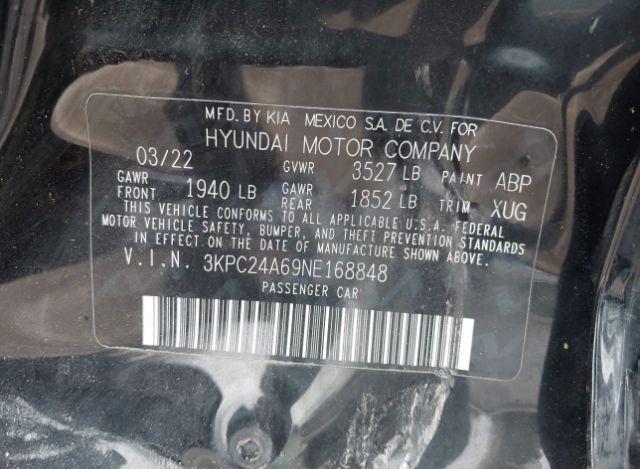 MFD. BY KIA MEXICO S.A. DE C.V. FOR
HYUNDAI MOTOR COMPANY
03/22 GVWR 3527 LB PAINT ABP
GAWR FRONT 1940 LB GAWR REAR 1852 LB TRIM XUG
THIS VEHICLE CONFORMS TO ALL APPLICABLE U.S.A. FEDERAL
MOTOR VEHICLE SAFETY, BUMPER, AND THEFT PREVENTION STANDARDS
IN EFFECT ON THE DATE OF MANUFACTURE SHOWN ABOVE.
V.I.N. 3KPC24A69NE168848
PASSENGER CAR